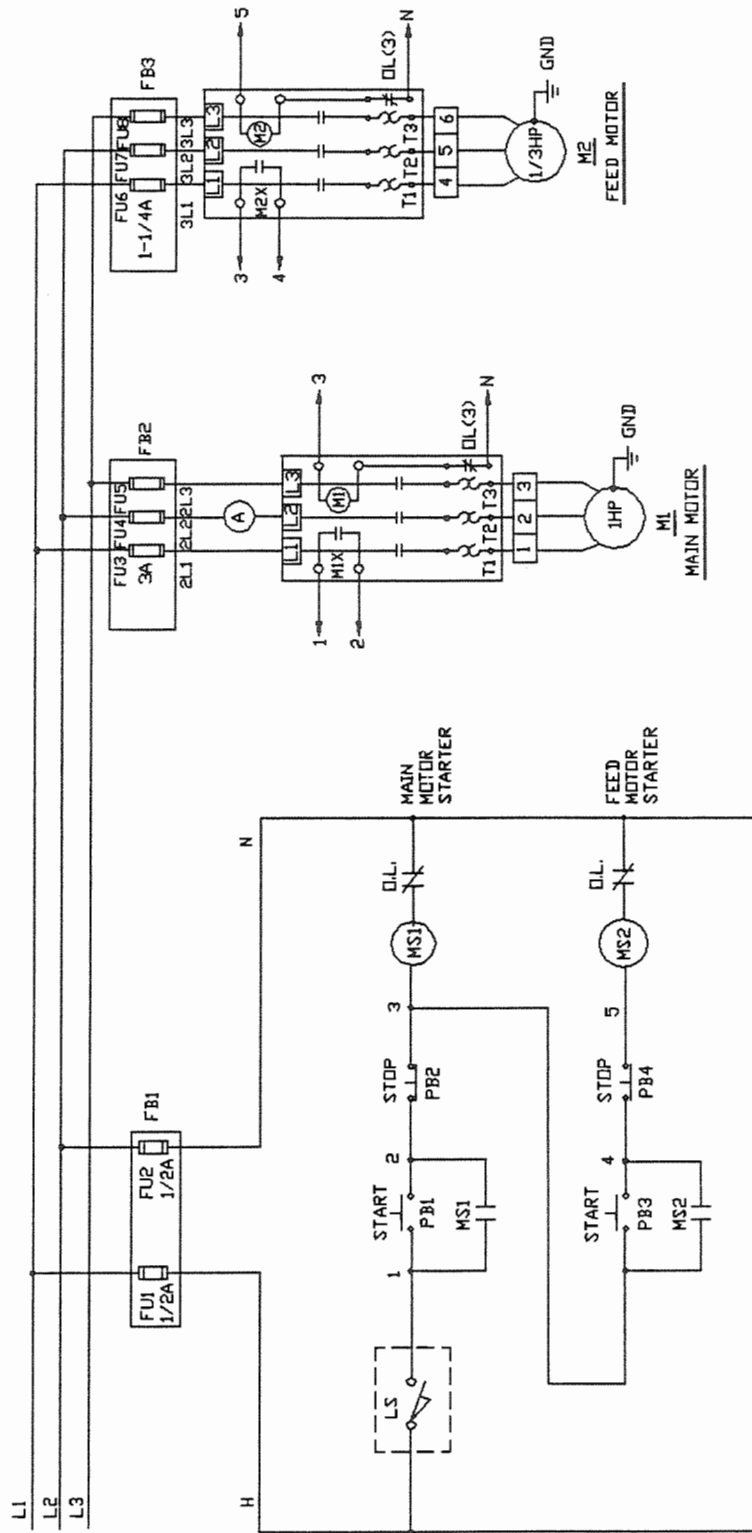 L1
L2
L3
FU1
FU2
1/2A
1/2A
FB1
H
N
LS
1
START
PB1
MS1
2
STOP
PB2
3
MS1
O.L.
MAIN
MOTOR
STARTER
START
PB3
MS2
4
STOP
PB4
5
MS2
O.L.
FEED
MOTOR
STARTER
FU3
FU4
FU5
3A
FB2
2L1
2L2
2L3
A
L1
L2
L3
1
2
M1X
M1
3
OL(3)
N
T1
T2
T3
1
2
3
1HP
GND
M1
MAIN MOTOR
FU6
FU7
FU8
1-1/4A
FB3
3L1
3L2
3L3
L1
L2
L3
3
4
M2X
M2
5
OL(3)
N
T1
T2
T3
4
5
6
1/3HP
GND
M2
FEED MOTOR